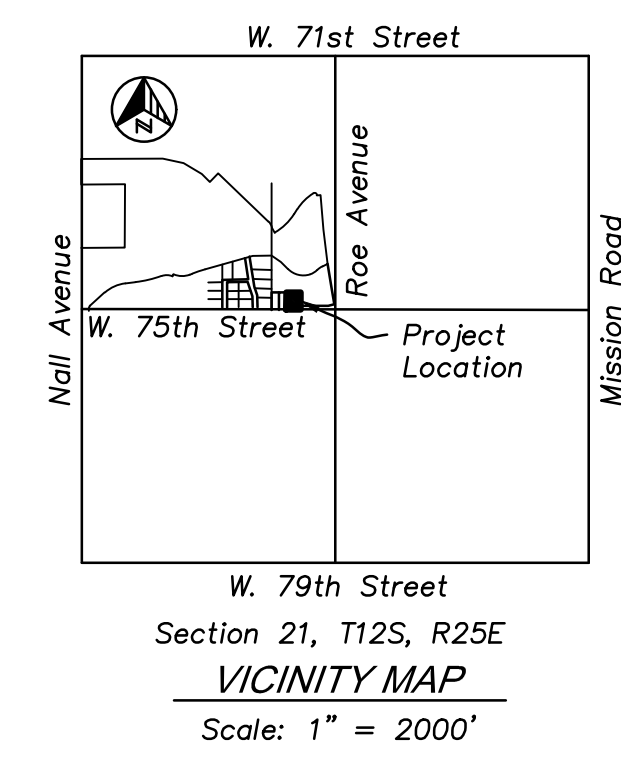 W. 71st Street
N
Roe Avenue
Nall Avenue
Mission Road
W. 75th Street
Project
Location
W. 79th Street
Section 21, T12S, R25E
VICINITY MAP
Scale: 1” = 2000’